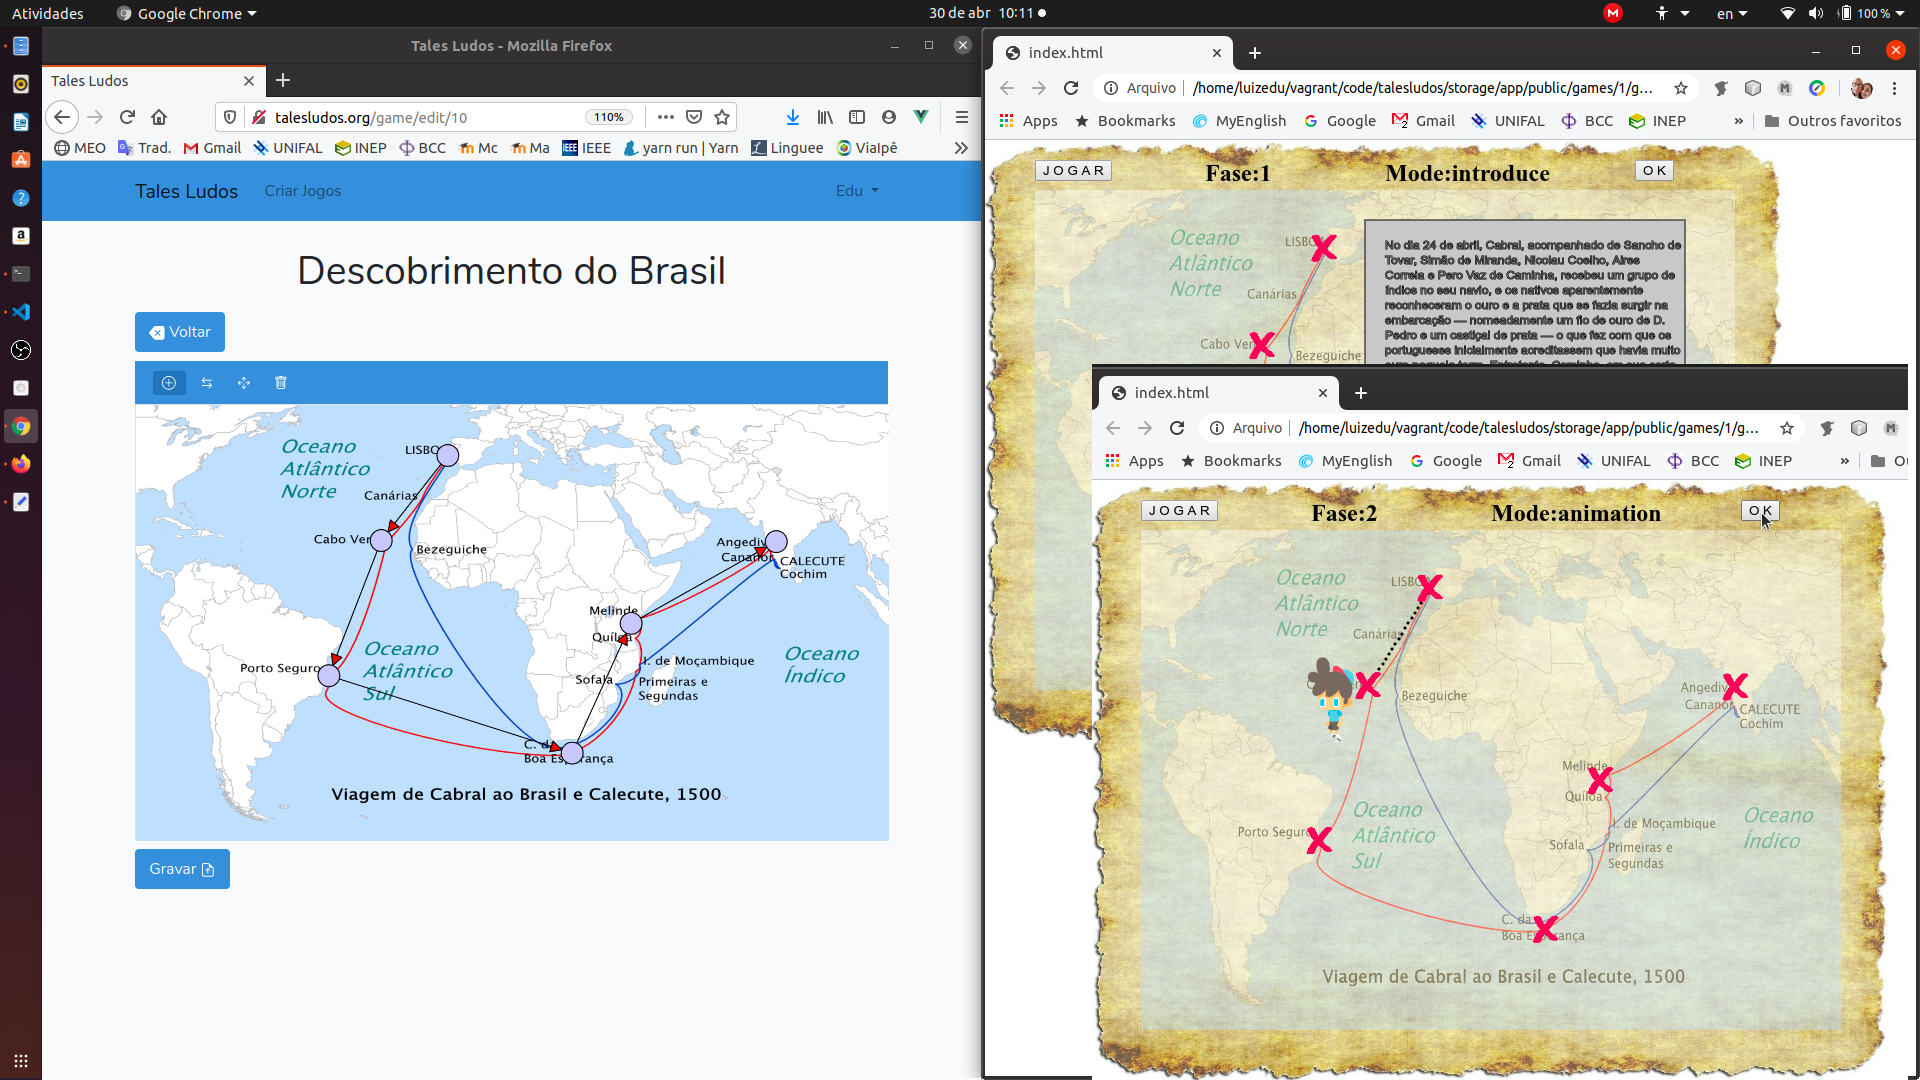 Atividades
Google Chrome
30 de abr 10:11
en
100 %
Tales Ludos - Mozilla Firefox
Tales Ludos
talesludos.org/game/edit/10
110%
MEO
Trad.
Gmail
UNIFAL
INEP
BCC
Mc
Ma
IEEE
yarn run | Yarn
Linguee
ViaIpê
Tales Ludos
Criar Jogos
Edu
Descobrimento do Brasil
Voltar
Oceano
Atlântico
Norte
LISBO
Canárias
Cabo Ver
Bezeguiche
Angediv
Cananor
CALECUTE
Cochim
Melinde
Quíloa
Porto Seguro
Oceano
Atlântico
Sul
I. de Moçambique
Sofala
Primeiras e
Segundas
Oceano
Índico
C. da
Boa Esperança
Viagem de Cabral ao Brasil e Calecute, 1500
Gravar
index.html
Arquivo
/home/luizedu/vagrant/code/talesludos/storage/app/public/games/1/g...
Apps
Bookmarks
MyEnglish
Google
Gmail
UNIFAL
BCC
INEP
Outros favoritos
JOGAR
Fase:1
Mode:introduce
OK
Oceano
Atlântico
Norte
LISBO
Canárias
Cabo Ver
Bezeguiche
No dia 24 de abril, Cabral, acompanhado de Sancho de
Tovar, Simão de Miranda, Nicolau Coelho, Aires
Correia e Pero Vaz de Caminha, recebeu um grupo de
índios no seu navio, e os nativos aparentemente
reconheceram o ouro e a prata que se fazia surgir na
embarcação — nomeadamente um fio de ouro de D.
Pedro e um castiçal de prata — o que fez com que os
portugueses inicialmente acreditassem que havia muito
index.html
Arquivo
/home/luizedu/vagrant/code/talesludos/storage/app/public/games/1/g...
Apps
Bookmarks
MyEnglish
Google
Gmail
UNIFAL
BCC
INEP
JOGAR
Fase:2
Mode:animation
OK
Oceano
Atlântico
Norte
LISBO
Canárias
Bezeguiche
Angediv
Cananor
CALECUTE
Cochim
Melinde
Quíloa
Porto Seguro
Oceano
Atlântico
Sul
I. de Moçambique
Sofala
Primeiras e
Segundas
Oceano
Índico
C. da
Boa Esperança
Viagem de Cabral ao Brasil e Calecute, 1500